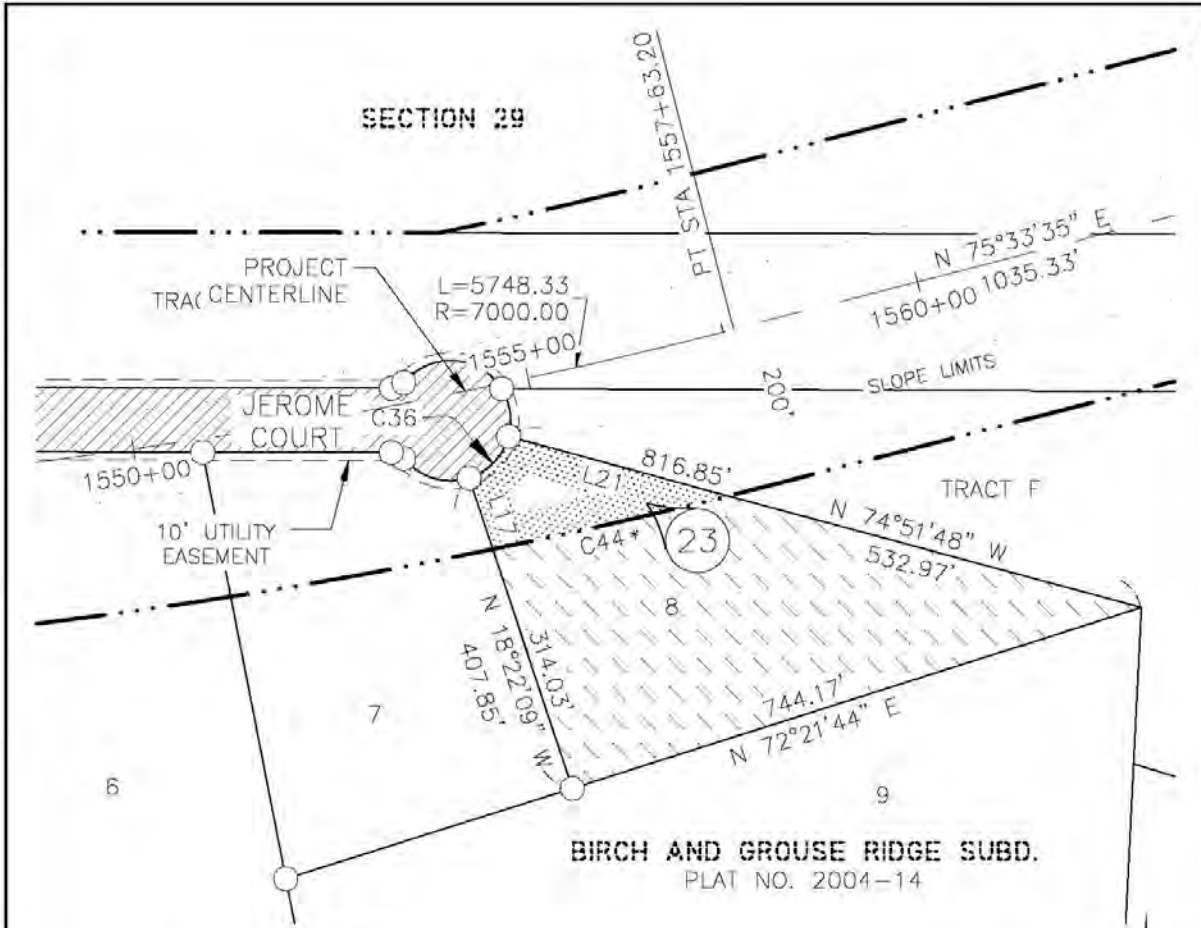 SECTION 29
PT STA 1557+63.20
PROJECT
TRAC CENTERLINE
L=5748.33
R=7000.00
N 75°33'35" E
1035.33'
1560+00
1555+00
200'
SLOPE LIMITS
JEROME
COURT
C36
1550+00
10' UTILITY
EASEMENT
L17
L21
816.85'
TRACT F
C44*
23
N 74°51'48" W
532.97'
8
N 18°22'09" W
314.03'
407.85'
7
744.17'
N 72°21'44" E
6
9
BIRCH AND GROUSE RIDGE SUBD.
PLAT NO. 2004-14